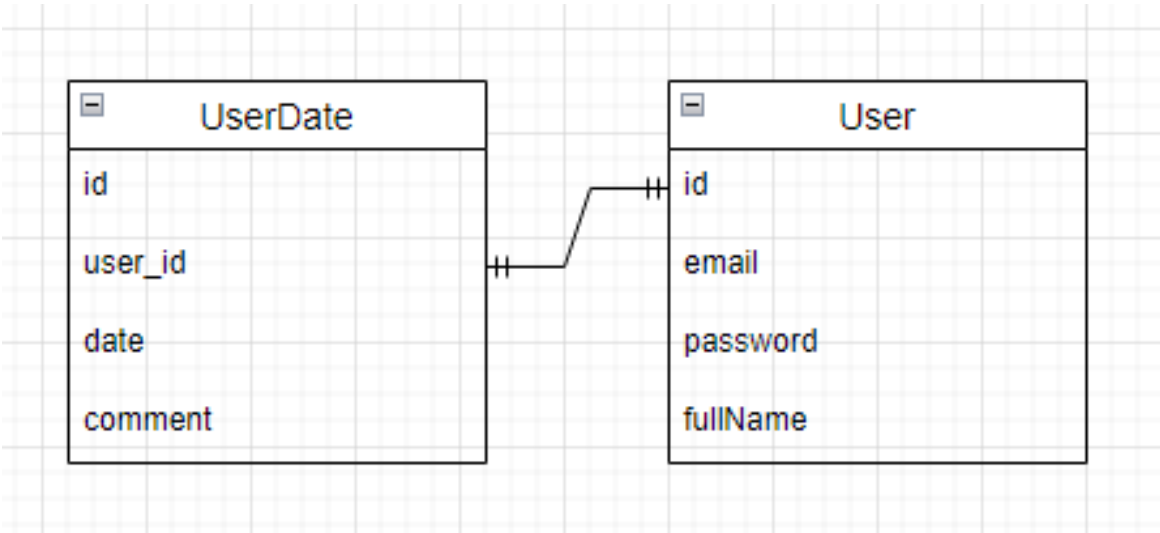 UserDate
id
user_id
date
comment
User
id
email
password
fullName